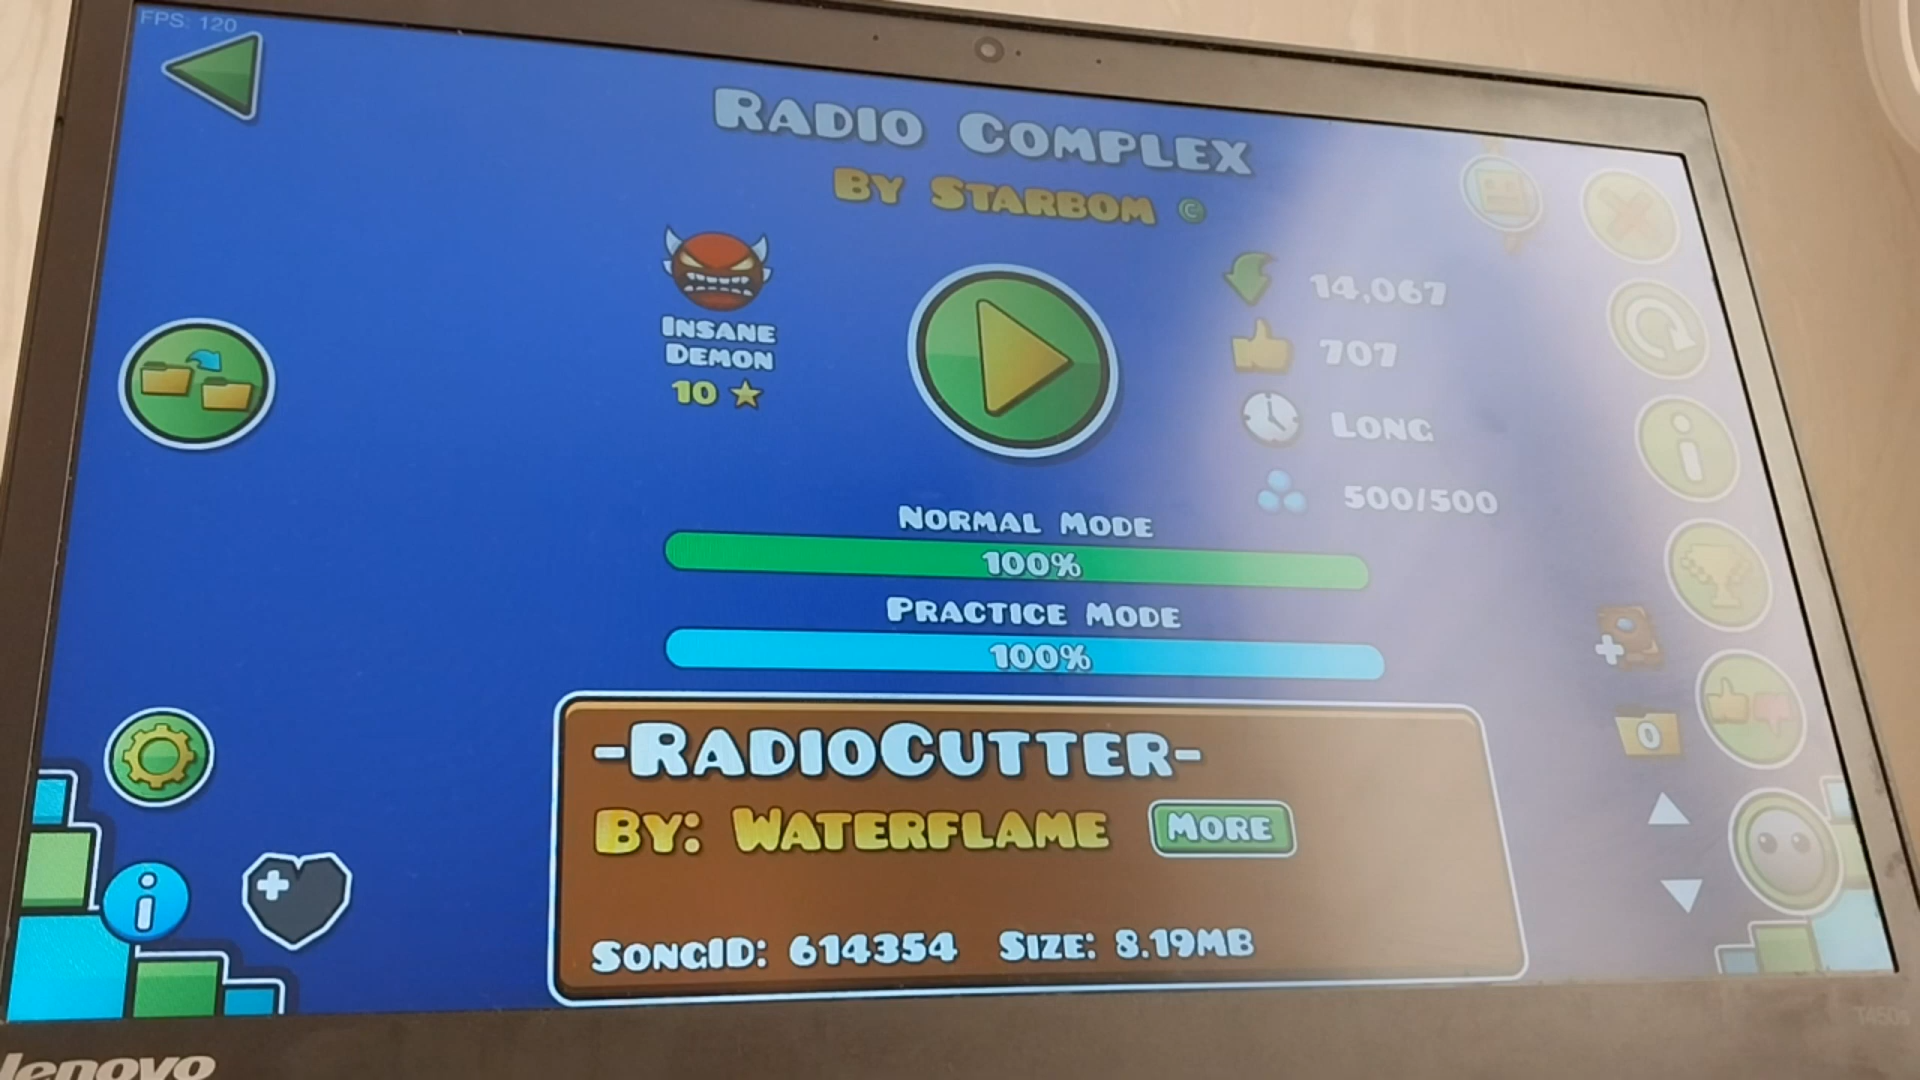 FPS: 120
RADIO COMPLEX
BY STARBOM
INSANE
DEMON
10
14,067
707
LONG
500/500
NORMAL MODE
100%
PRACTICE MODE
100%
0
-RADIOCUTTER-
BY: WATERFLAME MORE
SONGID: 614354 SIZE: 8.19MB
T450s
lenovo